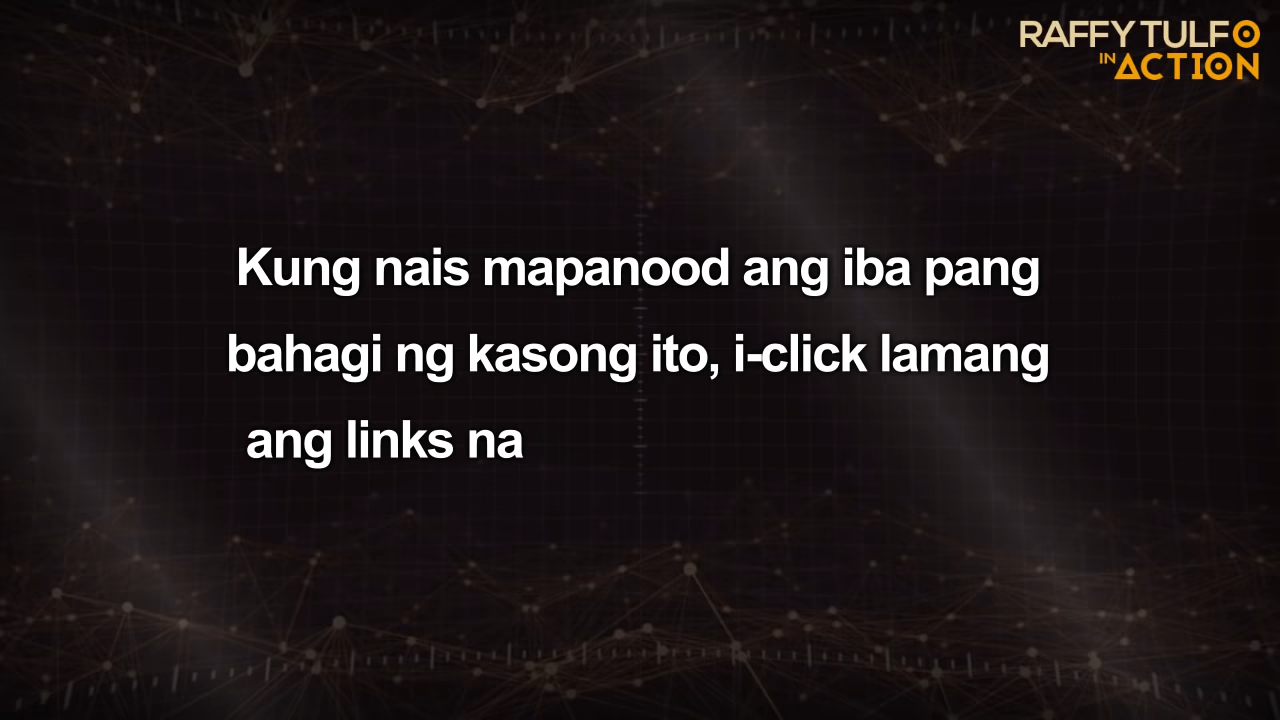 RAFFY TULFO
IN ACTION
Kung nais mapanood ang iba pang
bahagi ng kasong ito, i-click lamang
ang links na